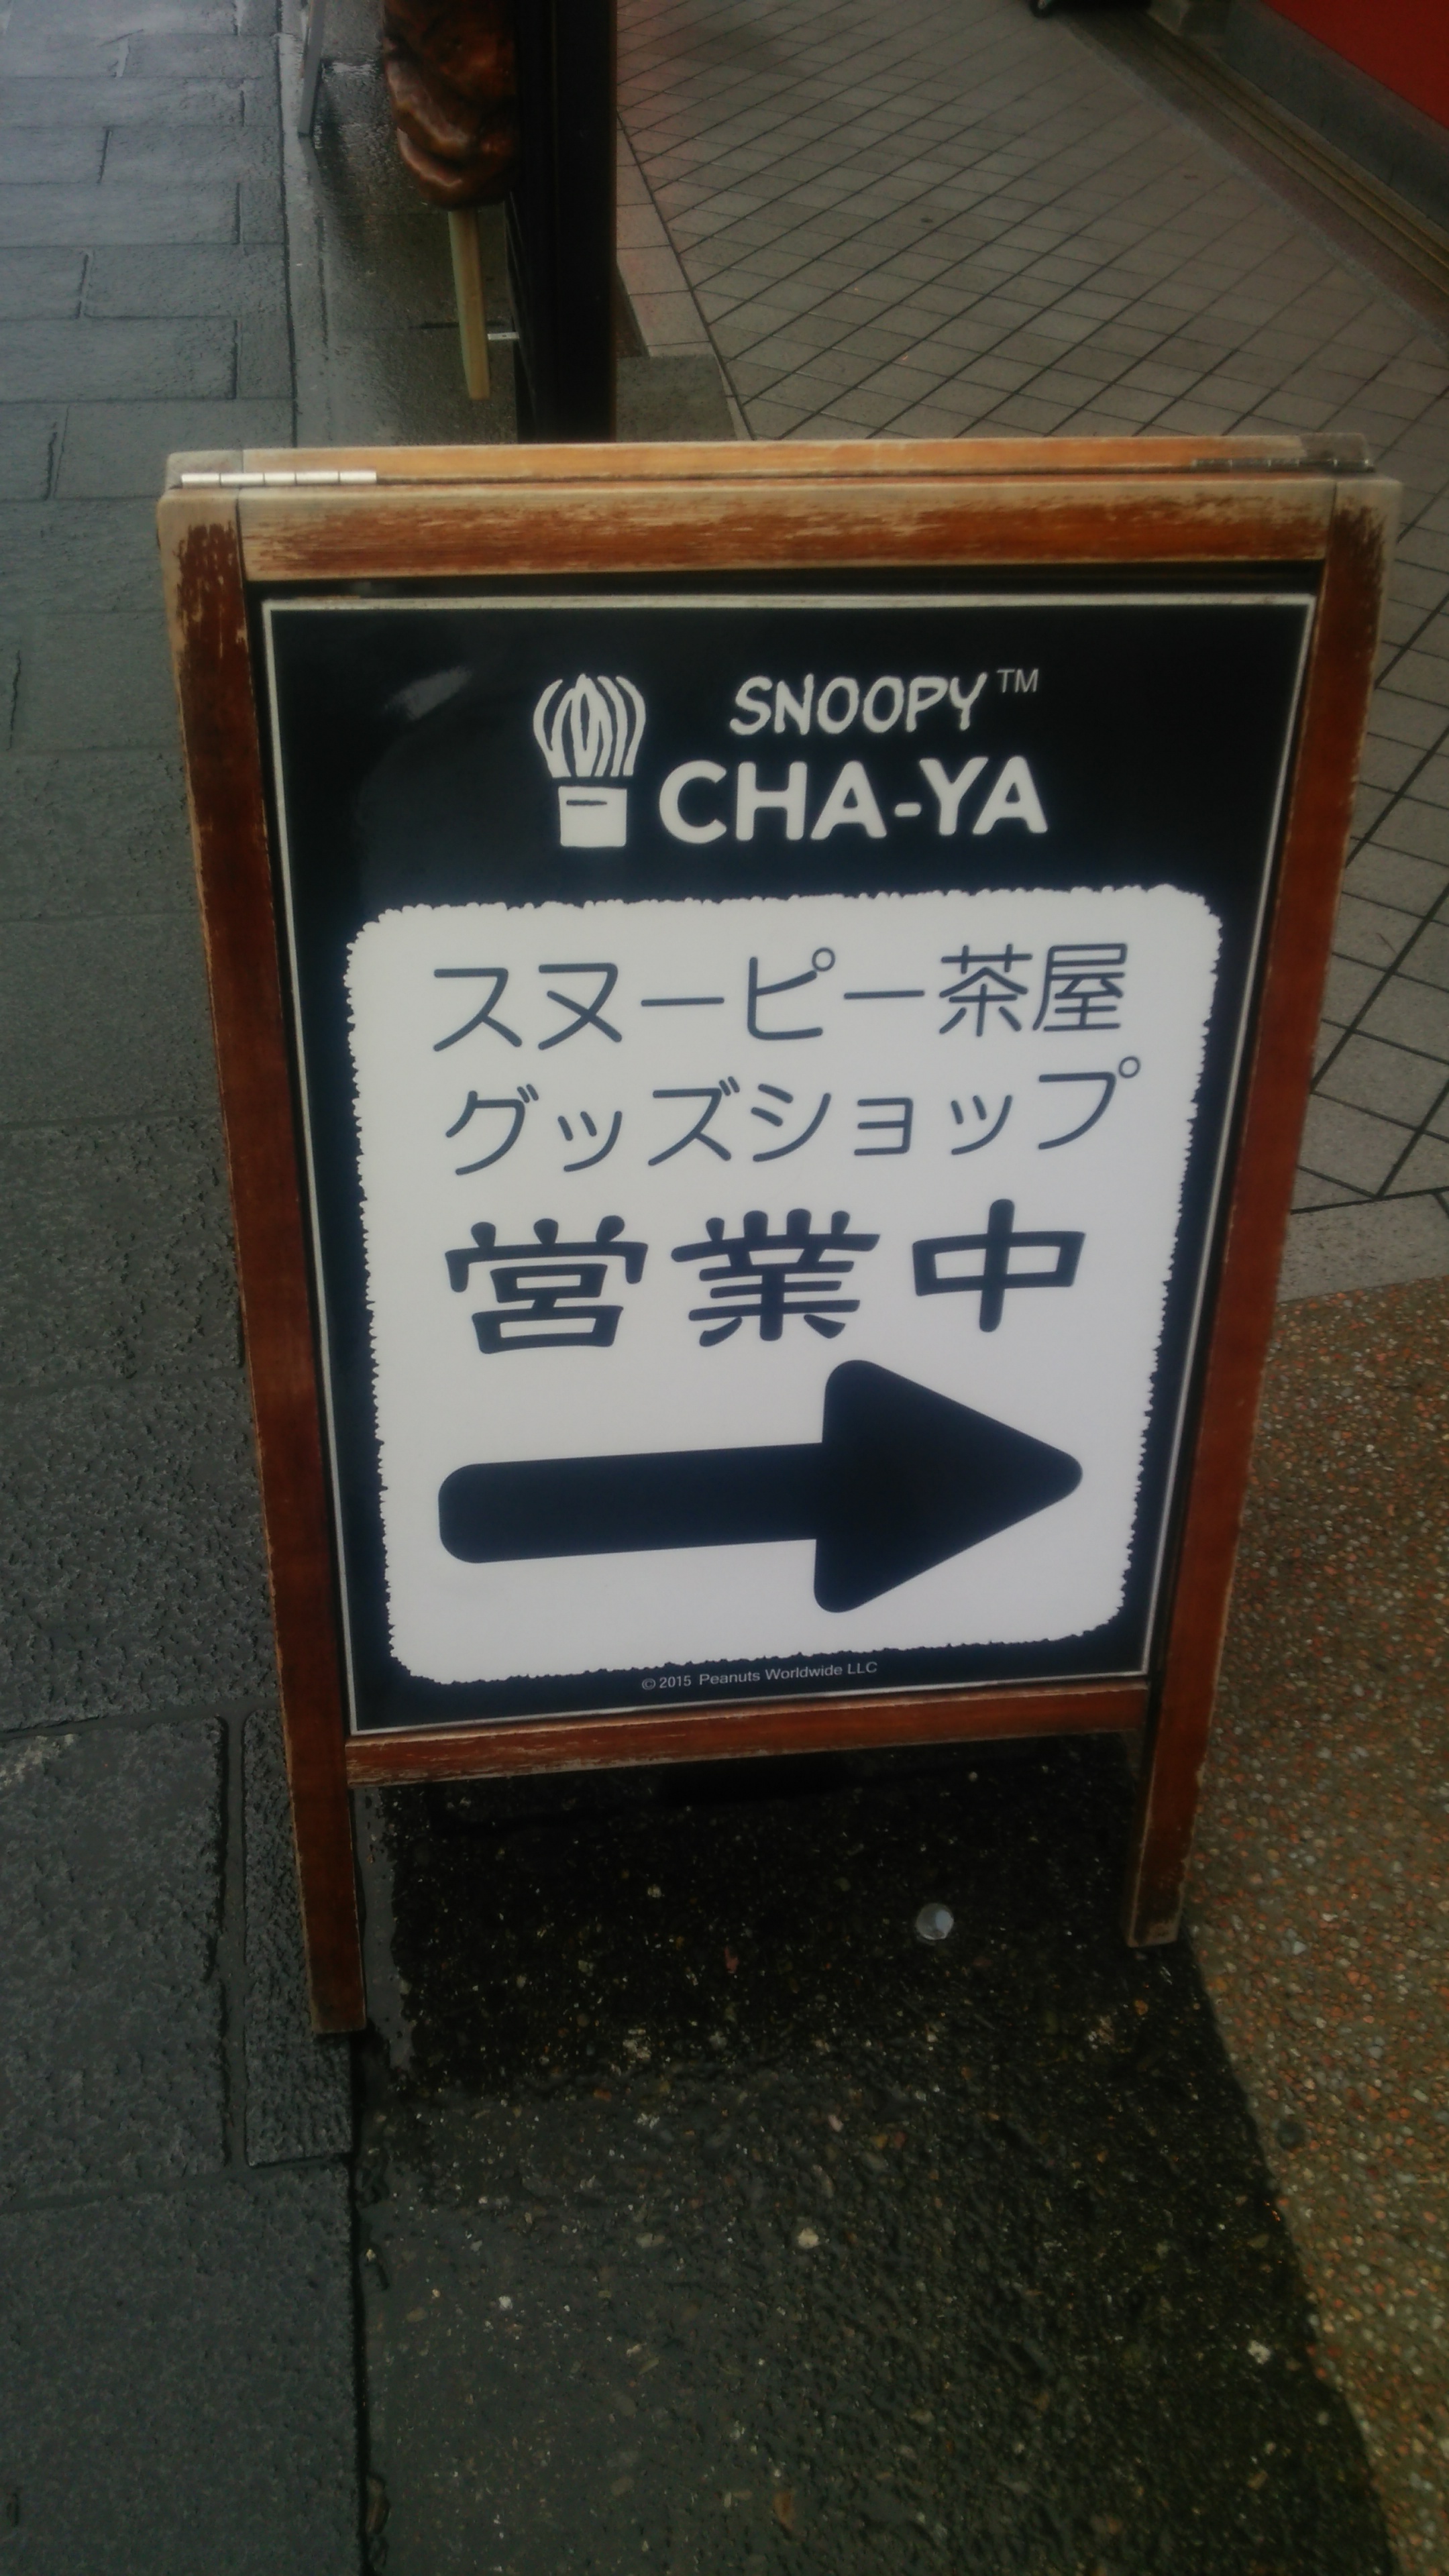 SNOOPY™
CHA-YA
スヌーピー茶屋
グッズショップ
営業中
© 2015 Peanuts Worldwide LLC